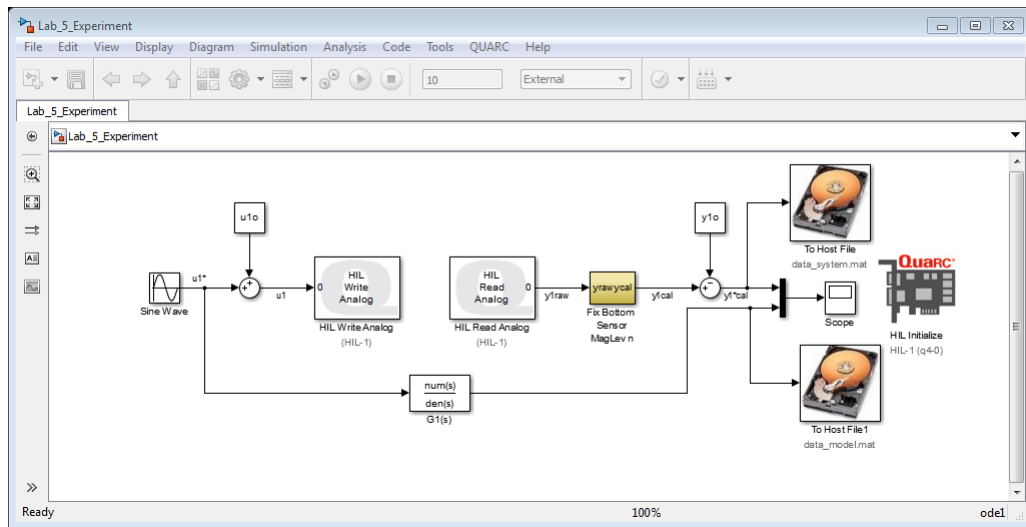 Lab_5_Experiment
File Edit View Display Diagram Simulation Analysis Code Tools QUARC Help
10
External
Lab_5_Experiment
Lab_5_Experiment
u1o
y1o
To Host File
data_system.mat
Sine Wave
u1*
+
+
u1
0
HIL
Write
Analog
HIL Write Analog
(HIL-1)
HIL
Read
Analog
0
HIL Read Analog
(HIL-1)
y1raw
yrawycal
Fix Bottom
Sensor
MagLev n
y1cal
−
y1*cal
Scope
QUARC®
HIL Initialize
HIL-1 (q4-0)
num(s)
den(s)
G1(s)
To Host File1
data_model.mat
Ready
100%
ode1